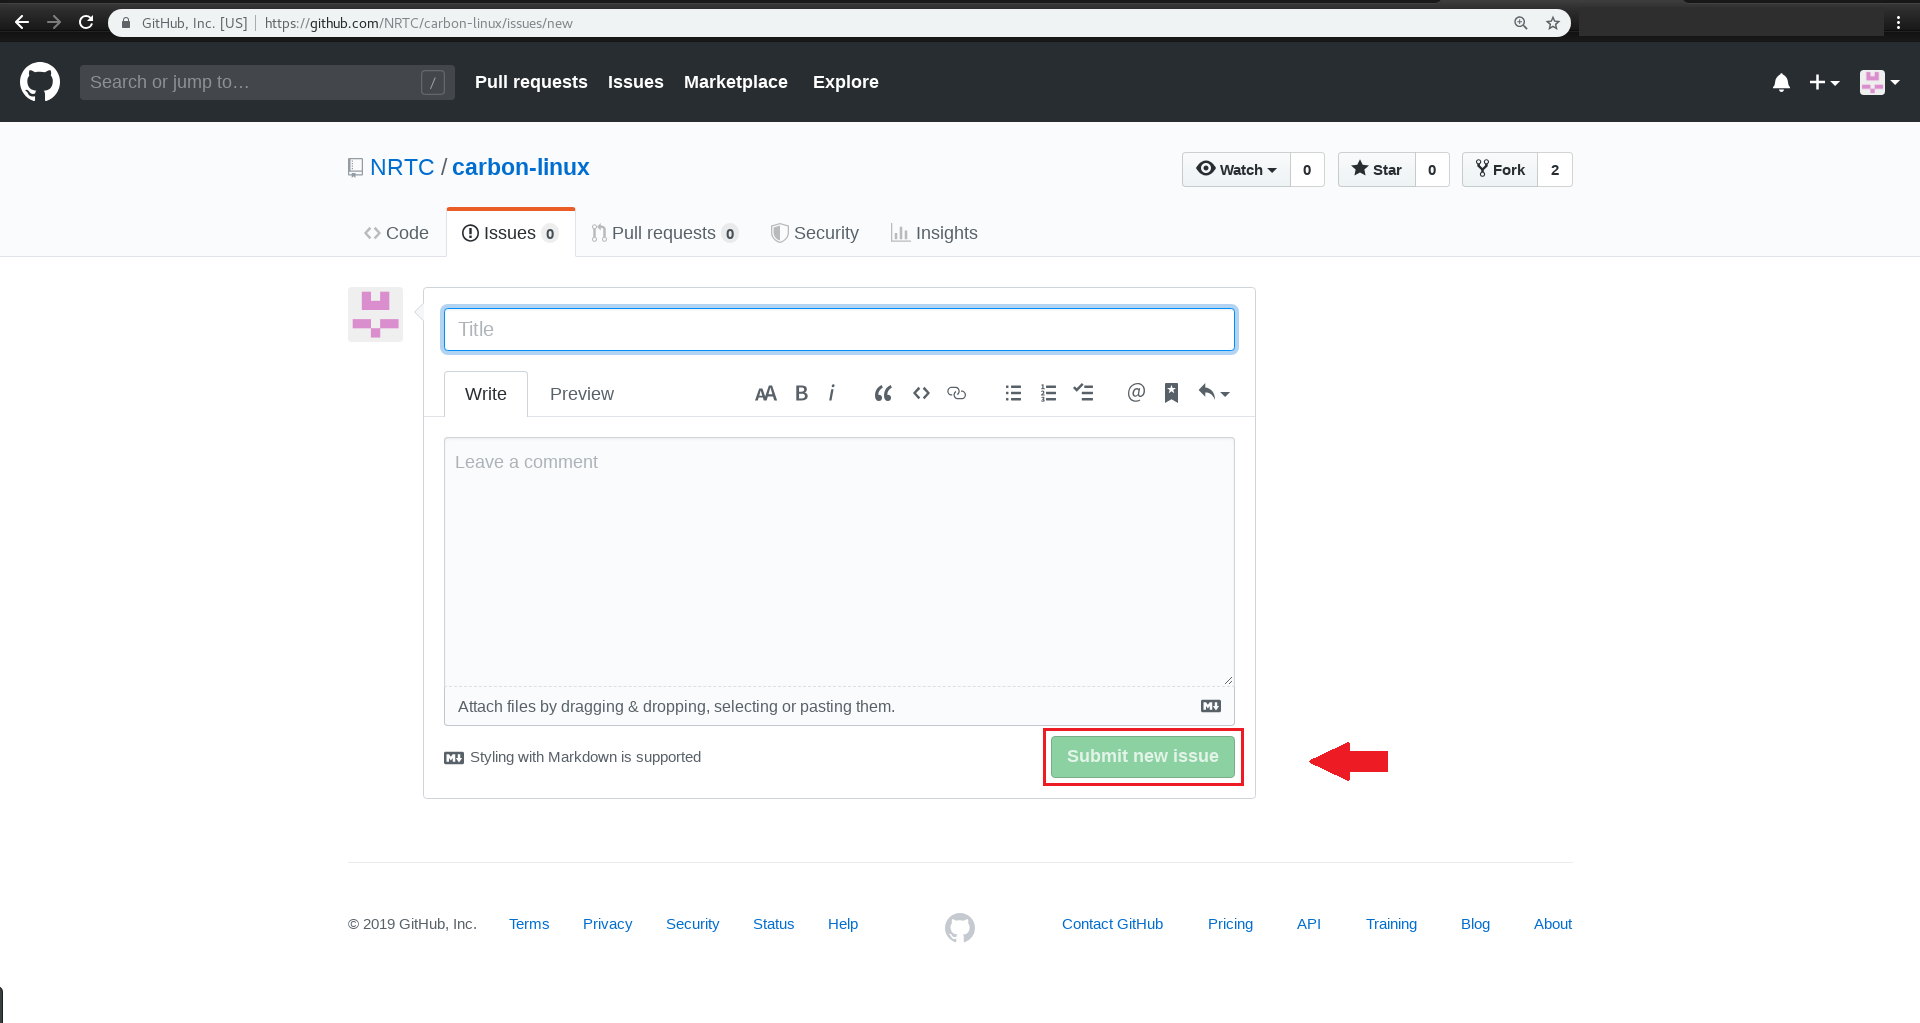 GitHub, Inc. [US] | https://github.com/NRTC/carbon-linux/issues/new
Search or jump to… / Pull requests Issues Marketplace Explore
NRTC / carbon-linux Watch 0 Star 0 Fork 2
Code Issues 0 Pull requests 0 Security Insights
Title
Write Preview AA B i @
Leave a comment
Attach files by dragging & dropping, selecting or pasting them.
Styling with Markdown is supported Submit new issue
© 2019 GitHub, Inc. Terms Privacy Security Status Help Contact GitHub Pricing API Training Blog About